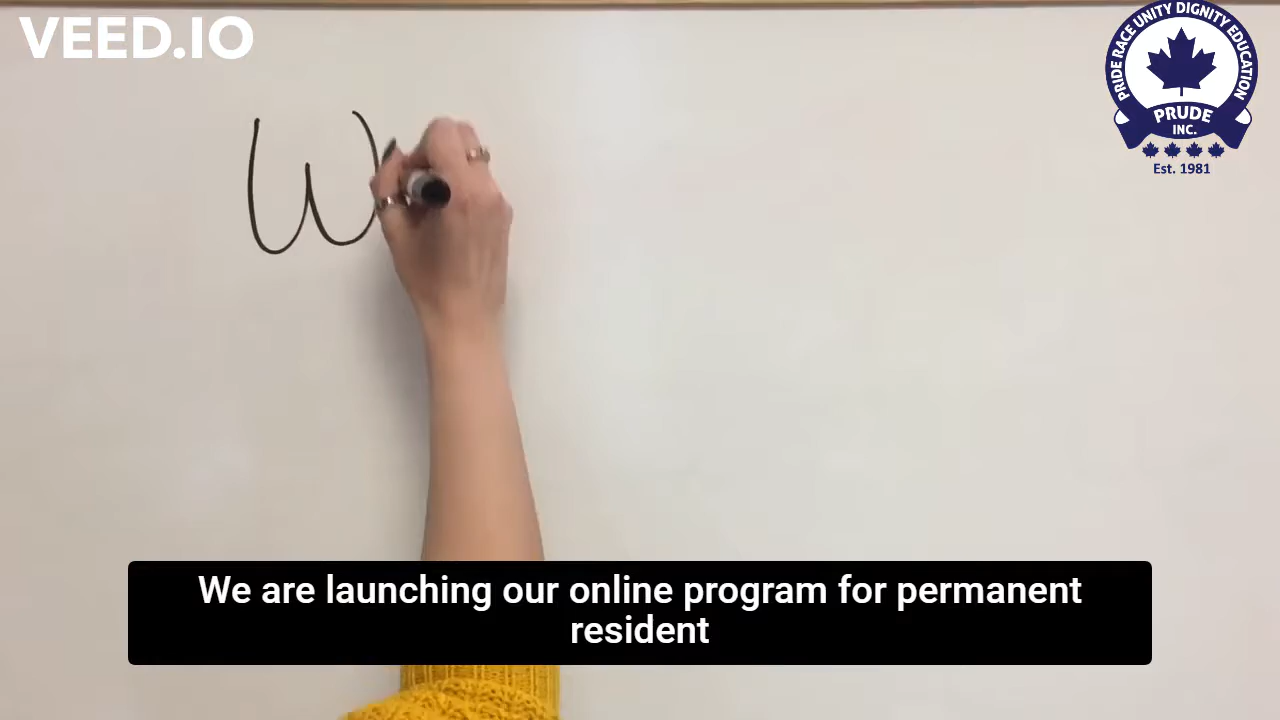 VEED.IO
PRIDE RACE UNITY DIGNITY EDUCATION
PRUDE
INC.
Est. 1981
W
We are launching our online program for permanent
resident